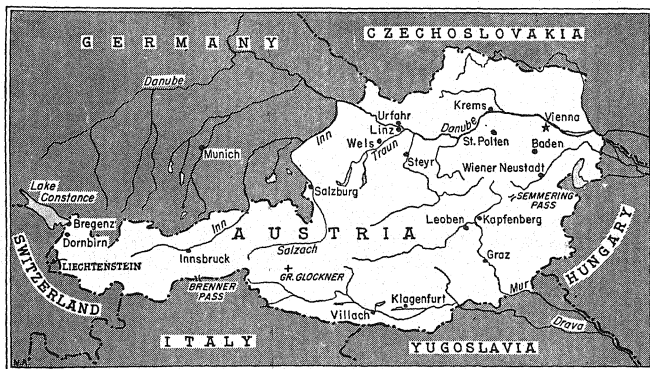 GERMANY
CZECHOSLOVAKIA
Danube
Krems
Vienna
Urfahr
Linz
Danube
Inn
Wels
Traun
St. Polten
Baden
Munich
Steyr
Wiener Neustadt
Lake
Constance
Salzburg
SEMMERING
PASS
Bregenz
Dornbirn
Inn
AUSTRIA
Leoben
Kapfenberg
Salzach
Innsbruck
LIECHTENSTEIN
GR. GLOCKNER
Graz
HUNGARY
SWITZERLAND
BRENNER
PASS
Klagenfurt
Mur
Villach
Drava
ITALY
YUGOSLAVIA